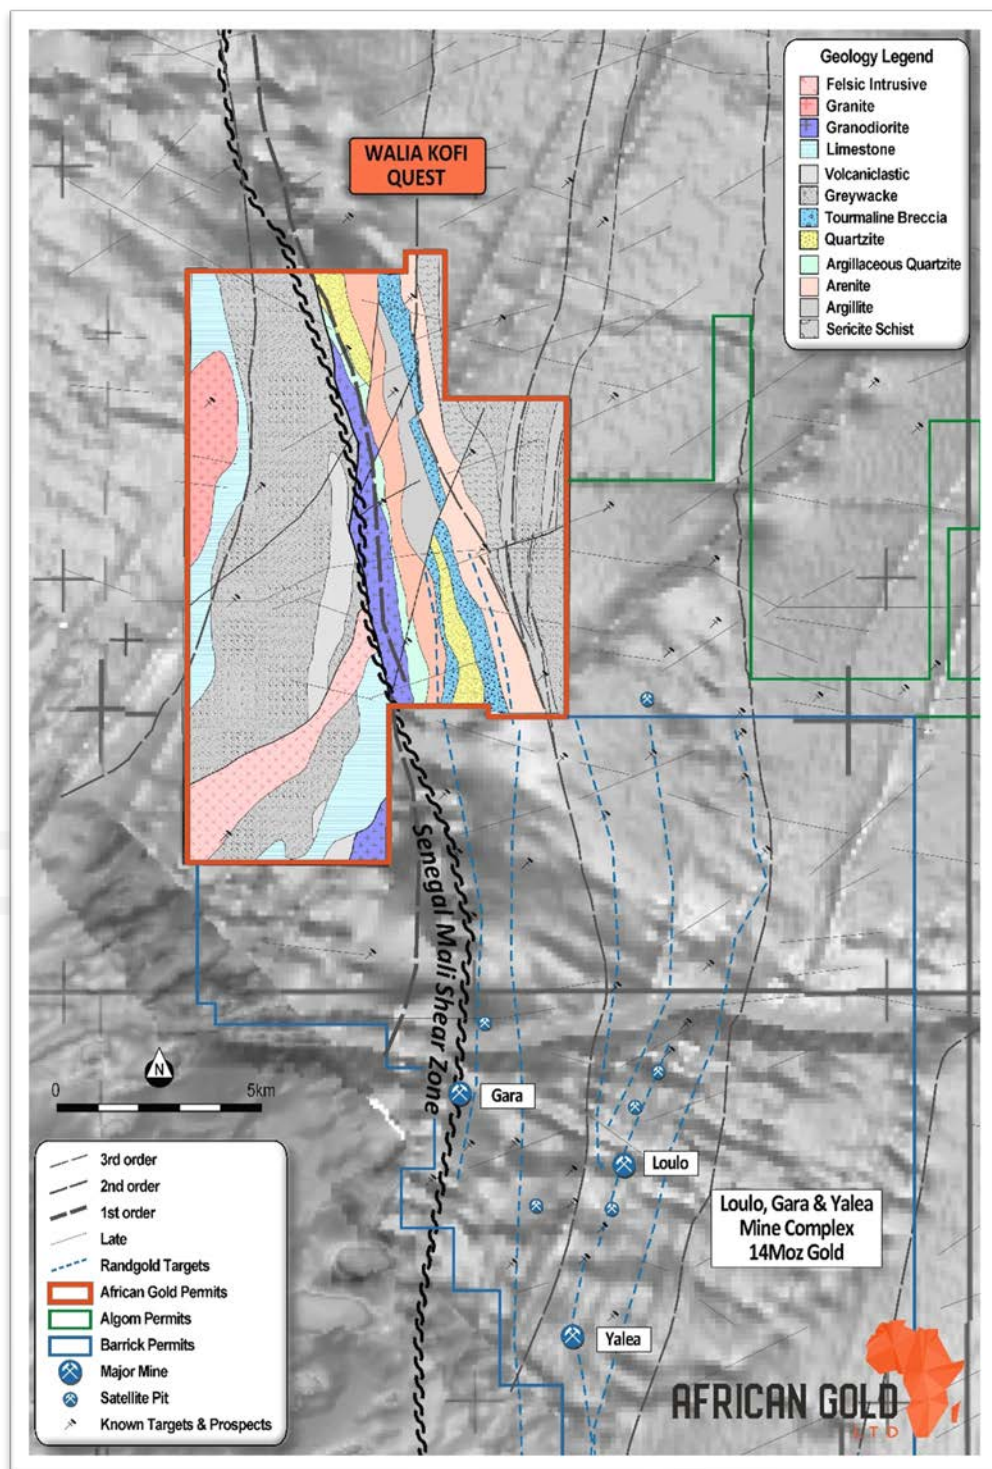 Geology Legend
Felsic Intrusive
Granite
Granodiorite
Limestone
Volcaniclastic
Greywacke
Tourmaline Breccia
Quartzite
Argillaceous Quartzite
Arenite
Argillite
Sericite Schist
WALIA KOFI
QUEST
Senegal Mali Shear Zone
N
0 5km
Gara
Loulo
Loulo, Gara & Yalea
Mine Complex
14Moz Gold
Yalea
3rd order
2nd order
1st order
Late
Randgold Targets
African Gold Permits
Algom Permits
Barrick Permits
Major Mine
Satellite Pit
Known Targets & Prospects
AFRICAN GOLD
LTD